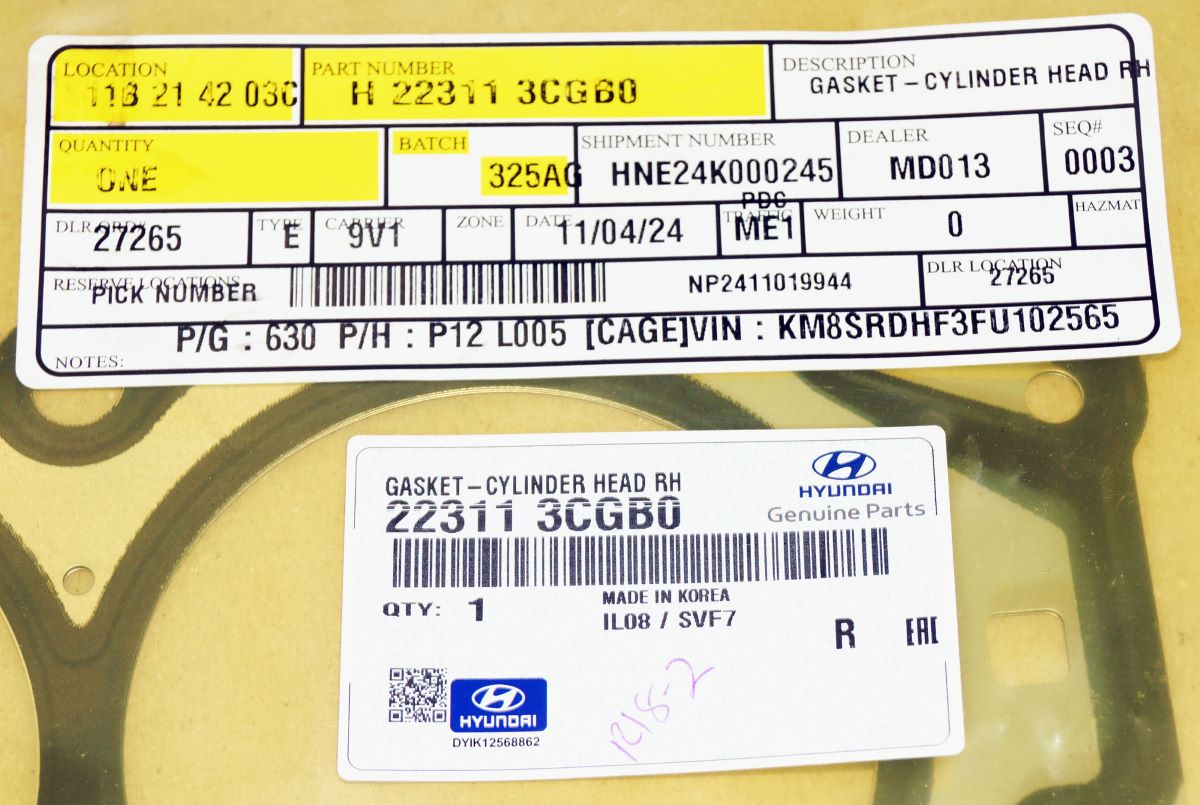 LOCATION
11B 21 42 03C
PART NUMBER
H 22311 3CGB0
DESCRIPTION
GASKET-CYLINDER HEAD RH
QUANTITY
ONE
BATCH
325AG
SHIPMENT NUMBER
HNE24K000245
DEALER
MD013
SEQ#
0003
DLR ORD#
27265
TYPE
E
CARRIER
9V1
ZONE
DATE
11/04/24
PDC
TRAFFIC
ME1
WEIGHT
0
HAZMAT
RESERVE LOCATIONS
PICK NUMBER
NP2411019944
DLR LOCATION
27265
P/G : 630 P/H : P12 L005 [CAGE]VIN : KM8SRDHF3FU102565
NOTES:
GASKET-CYLINDER HEAD RH
22311 3CGB0
HYUNDAI
Genuine Parts
QTY: 1
MADE IN KOREA
IL08 / SVF7
R
EAC
HYUNDAI
DYIK12568862
1218-2